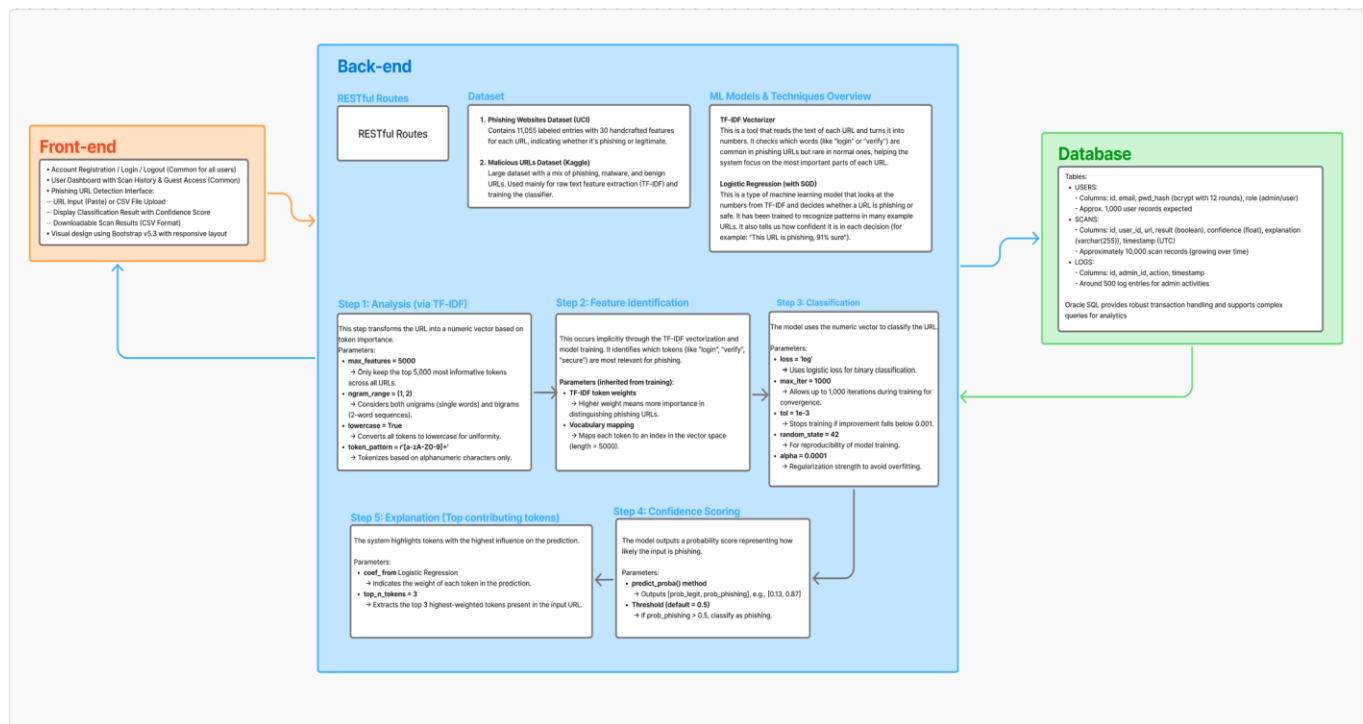 Back-end
RESTful Routes
RESTful Routes
Dataset
1. Phishing Websites Dataset (UCI)
Contains 11,055 labeled entries with 30 handcrafted features
for each URL, indicating whether it's phishing or legitimate.
2. Malicious URLs Dataset (Kaggle)
Large dataset with a mix of phishing, malware, and benign
URLs. Used mainly for raw text feature extraction (TF-IDF) and
training the classifier.
ML Models & Techniques Overview
TF-IDF Vectorizer
This is a tool that reads the text of each URL and turns it into
numbers. It checks which words (like "login" or "verify") are
common in phishing URLs but rare in normal ones, helping the
system focus on the most important parts of each URL.
Logistic Regression (with SGD)
This is a type of machine learning model that looks at the
numbers from TF-IDF and decides whether a URL is phishing or
safe. It has been trained to recognize patterns in many example
URLs. It also tells us how confident it is in each decision (for
example: "This URL is phishing, 91% sure").
Front-end
• Account Registration / Login / Logout (Common for all users)
• User Dashboard with Scan History & Guest Access (Common)
• Phishing URL Detection Interface:
— URL Input (Paste) or CSV File Upload
— Display Classification Result with Confidence Score
— Downloadable Scan Results (CSV Format)
• Visual design using Bootstrap v5.3 with responsive layout
Database
Tables:
• USERS:
- Columns: id, email, pwd_hash (bcrypt with 12 rounds), role (admin/user)
- Approx. 1,000 user records expected
• SCANS:
- Columns: id, user_id, url, result (boolean), confidence (float), explanation
(varchar(255)), timestamp (UTC)
- Approximately 10,000 scan records (growing over time)
• LOGS:
- Columns: id, admin_id, action, timestamp
- Around 500 log entries for admin activities
Oracle SQL provides robust transaction handling and supports complex
queries for analytics
Step 1: Analysis (via TF-IDF)
This step transforms the URL into a numeric vector based on
token importance.
Parameters:
• max_features = 5000
→ Only keep the top 5,000 most informative tokens
across all URLs.
• ngram_range = (1, 2)
→ Considers both unigrams (single words) and bigrams
(2-word sequences).
• lowercase = True
→ Converts all tokens to lowercase for uniformity.
• token_pattern = r'[a-zA-Z0-9]+'
→ Tokenizes based on alphanumeric characters only.
Step 2: Feature Identification
This occurs implicitly through the TF-IDF vectorization and
model training. It identifies which tokens (like "login", "verify",
"secure") are most relevant for phishing.
Parameters (inherited from training):
• TF-IDF token weights
→ Higher weight means more importance in
distinguishing phishing URLs.
• Vocabulary mapping
→ Maps each token to an index in the vector space
(length = 5000).
Step 3: Classification
The model uses the numeric vector to classify the URL.
Parameters:
• loss = 'log'
→ Uses logistic loss for binary classification.
• max_iter = 1000
→ Allows up to 1,000 iterations during training for
convergence.
• tol = 1e-3
→ Stops training if improvement falls below 0.001.
• random_state = 42
→ For reproducibility of model training.
• alpha = 0.0001
→ Regularization strength to avoid overfitting.
Step 4: Confidence Scoring
The model outputs a probability score representing how
likely the input is phishing.
Parameters:
• predict_proba() method
→ Outputs [prob_legit, prob_phishing], e.g., [0.13, 0.87]
• Threshold (default = 0.5)
→ If prob_phishing > 0.5, classify as phishing.
Step 5: Explanation (Top contributing tokens)
The system highlights tokens with the highest influence on the prediction.
Parameters:
• coef_ from Logistic Regression
→ Indicates the weight of each token in the prediction.
• top_n_tokens = 3
→ Extracts the top 3 highest-weighted tokens present in the input URL.